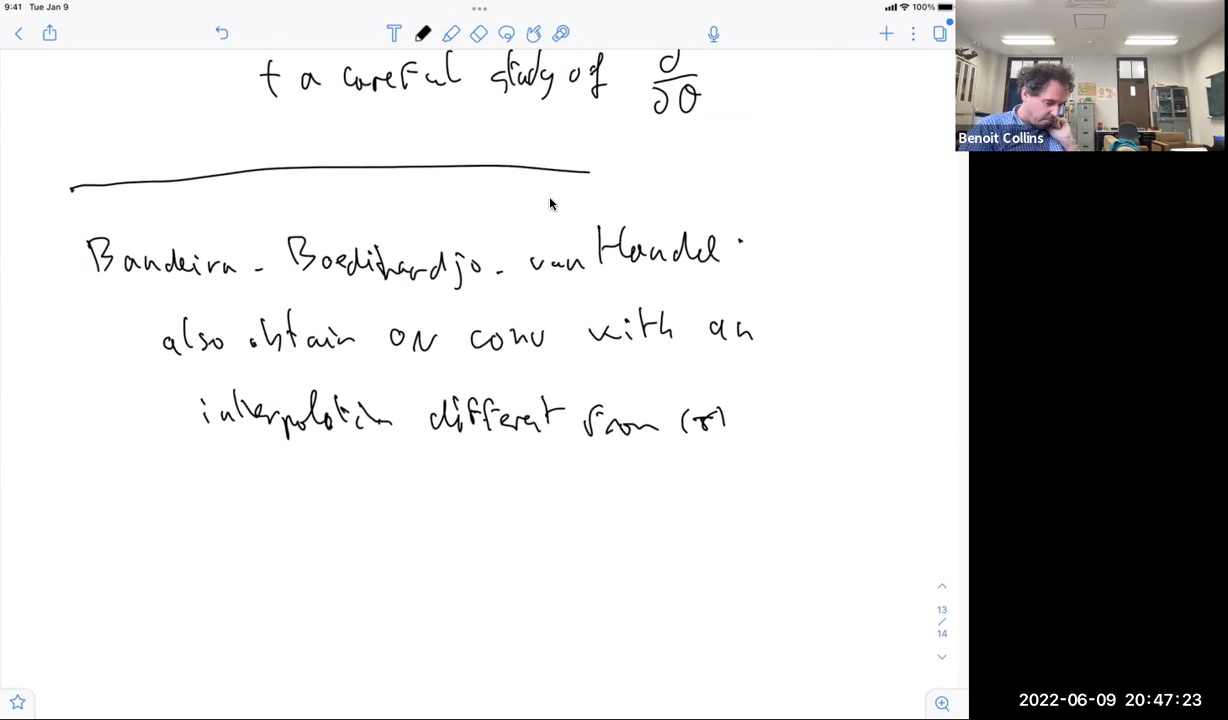 9:41 Tue Jan 9
100%
+ a careful study of ∂/∂θ
Benoit Collins
Bandeira - Boedihardjo - van Handel .
also obtain ON conv with an
interpolation different from (*)
13
/
14
2022-06-09 20:47:23